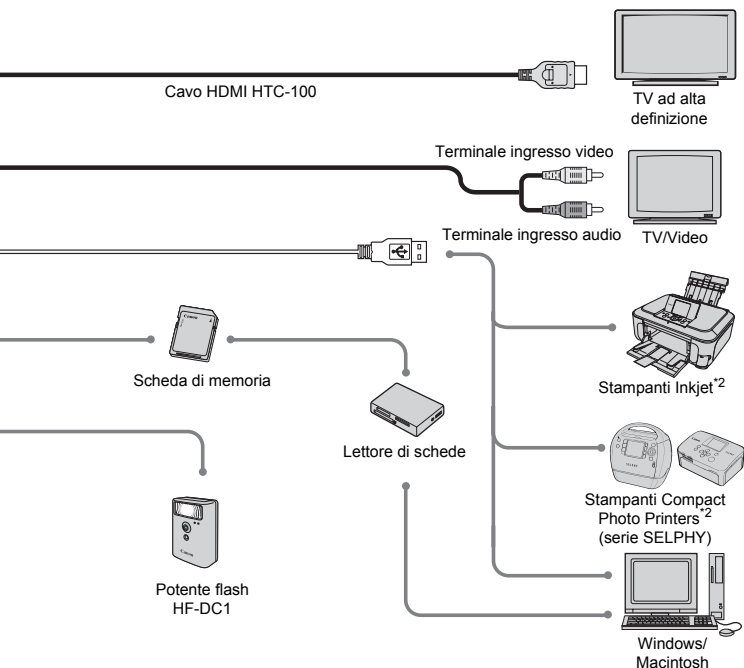 Cavo HDMI HTC-100
TV ad alta
definizione
Terminale ingresso video
Terminale ingresso audio
TV/Video
Canon
Scheda di memoria
Stampanti Inkjet*2
Lettore di schede
Stampanti Compact
Photo Printers*2
(serie SELPHY)
Canon
Potente flash
HF-DC1
Windows/
Macintosh